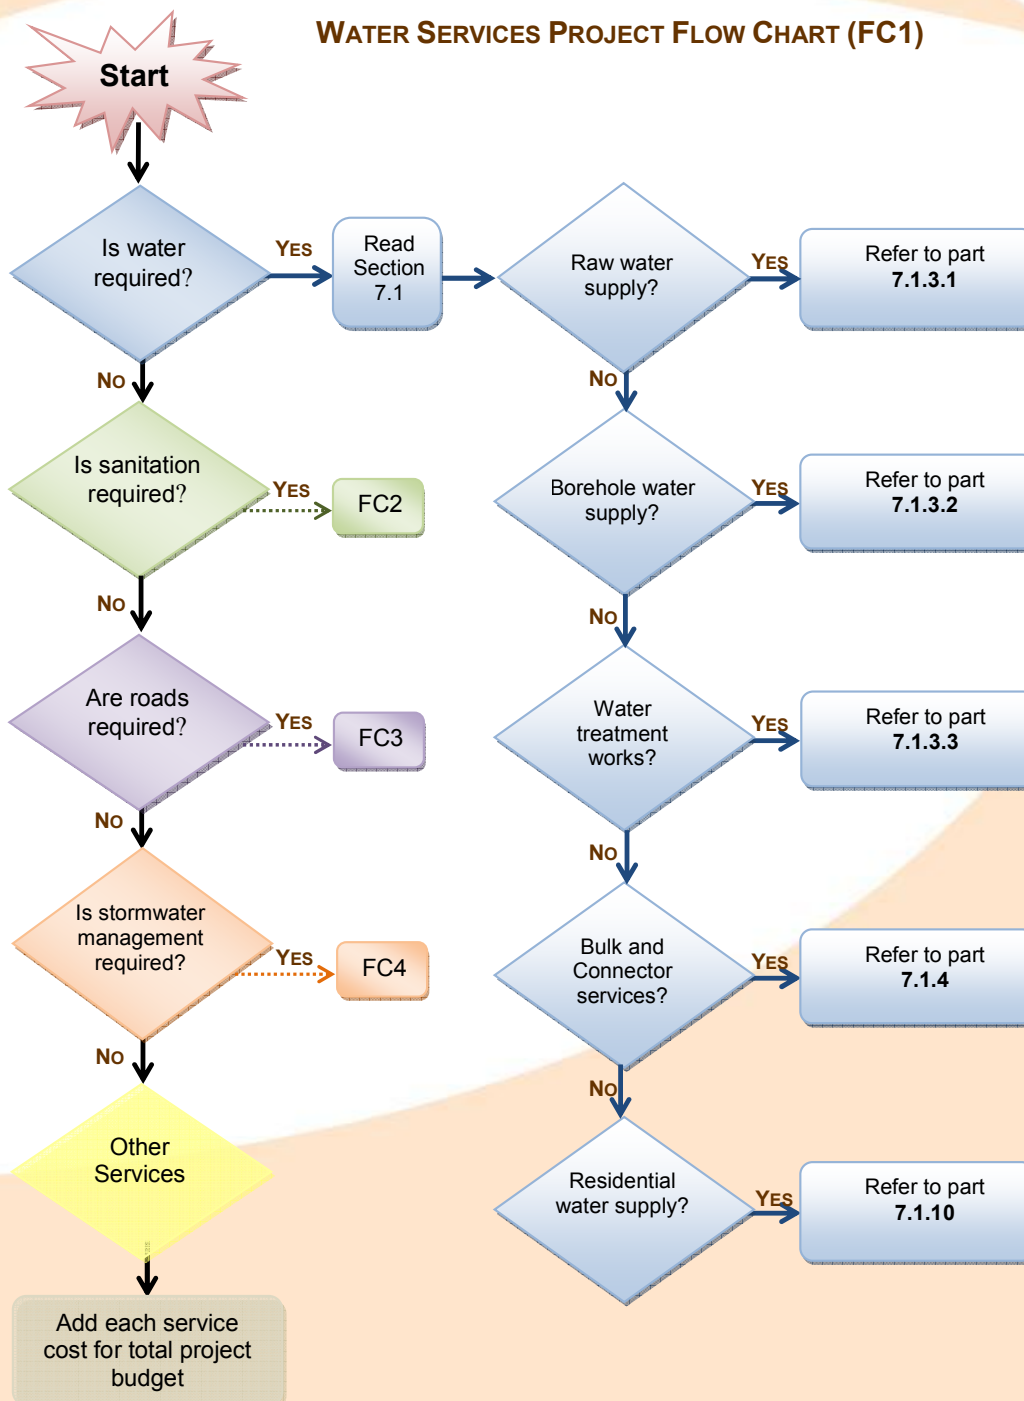 WATER SERVICES PROJECT FLOW CHART (FC1)
Start
Is water
required?
YES
Read
Section
7.1
Raw water
supply?
YES
Refer to part
7.1.3.1
NO
NO
Is sanitation
required?
YES
FC2
Borehole water
supply?
YES
Refer to part
7.1.3.2
NO
NO
Are roads
required?
YES
FC3
Water
treatment
works?
YES
Refer to part
7.1.3.3
NO
NO
Is stormwater
management
required?
YES
FC4
Bulk and
Connector
services?
YES
Refer to part
7.1.4
NO
NO
Other
Services
Residential
water supply?
YES
Refer to part
7.1.10
Add each service
cost for total project
budget